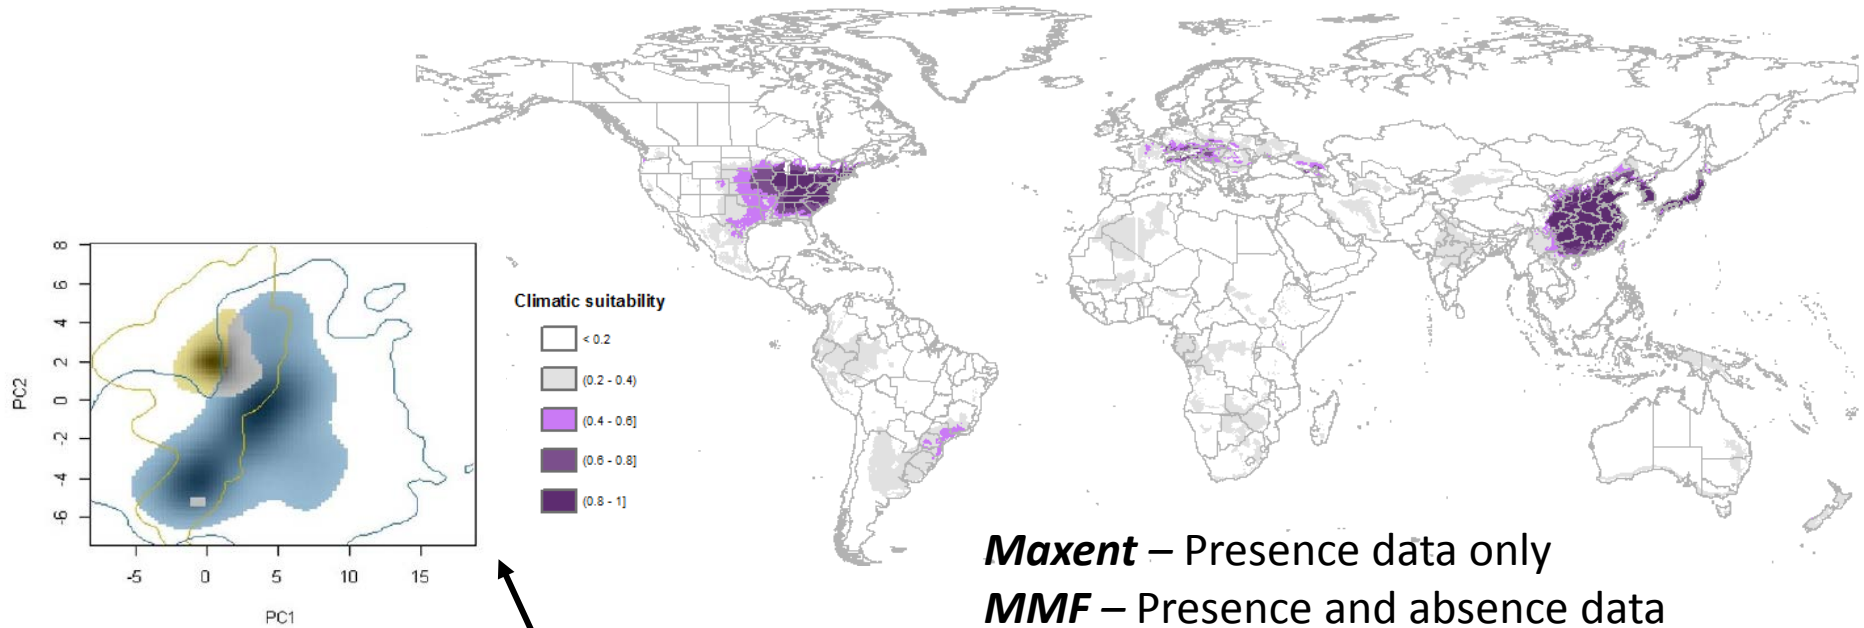 8
6
4
2
0
-2
-4
-6
PC2
-5 0 5 10 15
PC1
Climatic suitability
< 0.2
(0.2 - 0.4)
(0.4 - 0.6]
(0.6 - 0.8]
(0.8 - 1]
Maxent – Presence data only
MMF – Presence and absence data